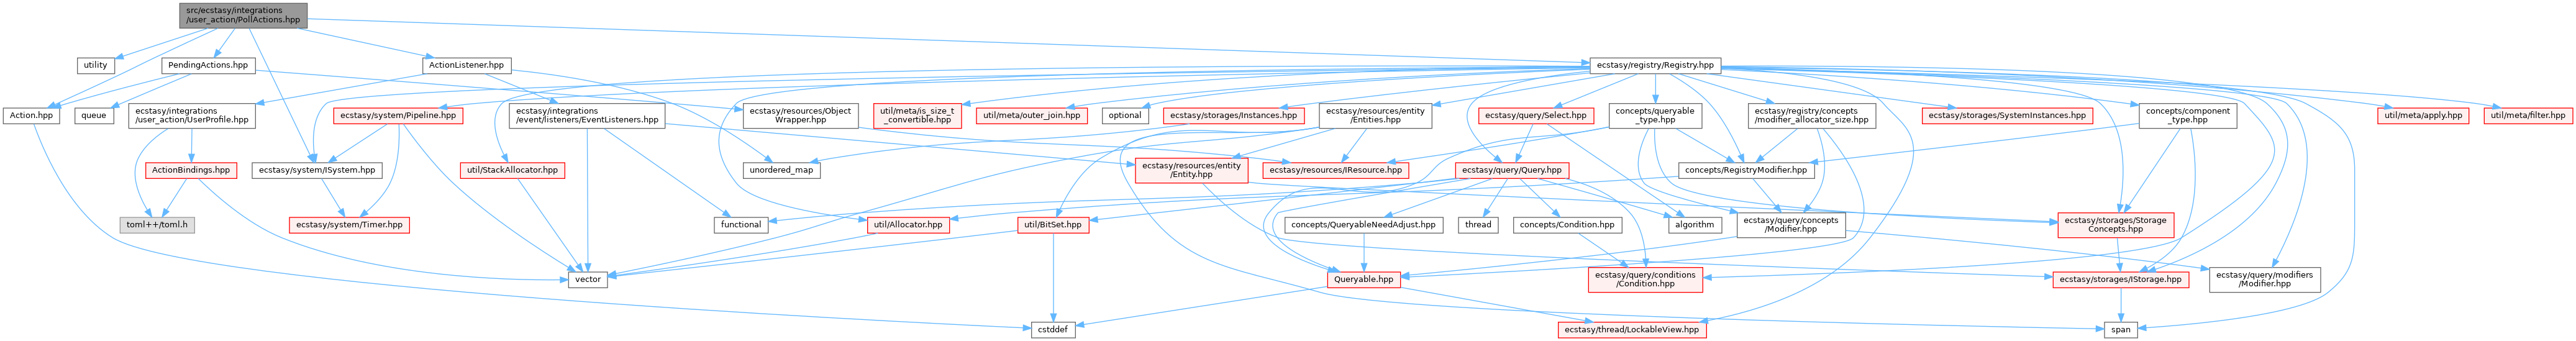 src/ecstasy/integrations
/user_action/PollActions.hpp
utility
PendingActions.hpp
ActionListener.hpp
ecstasy/registry/Registry.hpp
Action.hpp
queue
ecstasy/integrations
/user_action/UserProfile.hpp
ecstasy/system/Pipeline.hpp
ecstasy/integrations
/event/listeners/EventListeners.hpp
ecstasy/resources/Object
Wrapper.hpp
util/meta/is_size_t
_convertible.hpp
util/meta/outer_join.hpp
optional
ecstasy/storages/Instances.hpp
ecstasy/resources/entity
/Entities.hpp
ecstasy/query/Select.hpp
concepts/queryable
_type.hpp
ecstasy/registry/concepts
/modifier_allocator_size.hpp
ecstasy/storages/SystemInstances.hpp
concepts/component
_type.hpp
util/meta/apply.hpp
util/meta/filter.hpp
ActionBindings.hpp
ecstasy/system/ISystem.hpp
util/StackAllocator.hpp
unordered_map
ecstasy/resources/entity
/Entity.hpp
ecstasy/resources/IResource.hpp
ecstasy/query/Query.hpp
concepts/RegistryModifier.hpp
toml++/toml.h
ecstasy/system/Timer.hpp
functional
util/Allocator.hpp
util/BitSet.hpp
concepts/QueryableNeedAdjust.hpp
thread
concepts/Condition.hpp
algorithm
ecstasy/query/concepts
/Modifier.hpp
ecstasy/storages/Storage
Concepts.hpp
vector
Queryable.hpp
ecstasy/query/conditions
/Condition.hpp
ecstasy/storages/IStorage.hpp
ecstasy/query/modifiers
/Modifier.hpp
cstddef
ecstasy/thread/LockableView.hpp
span